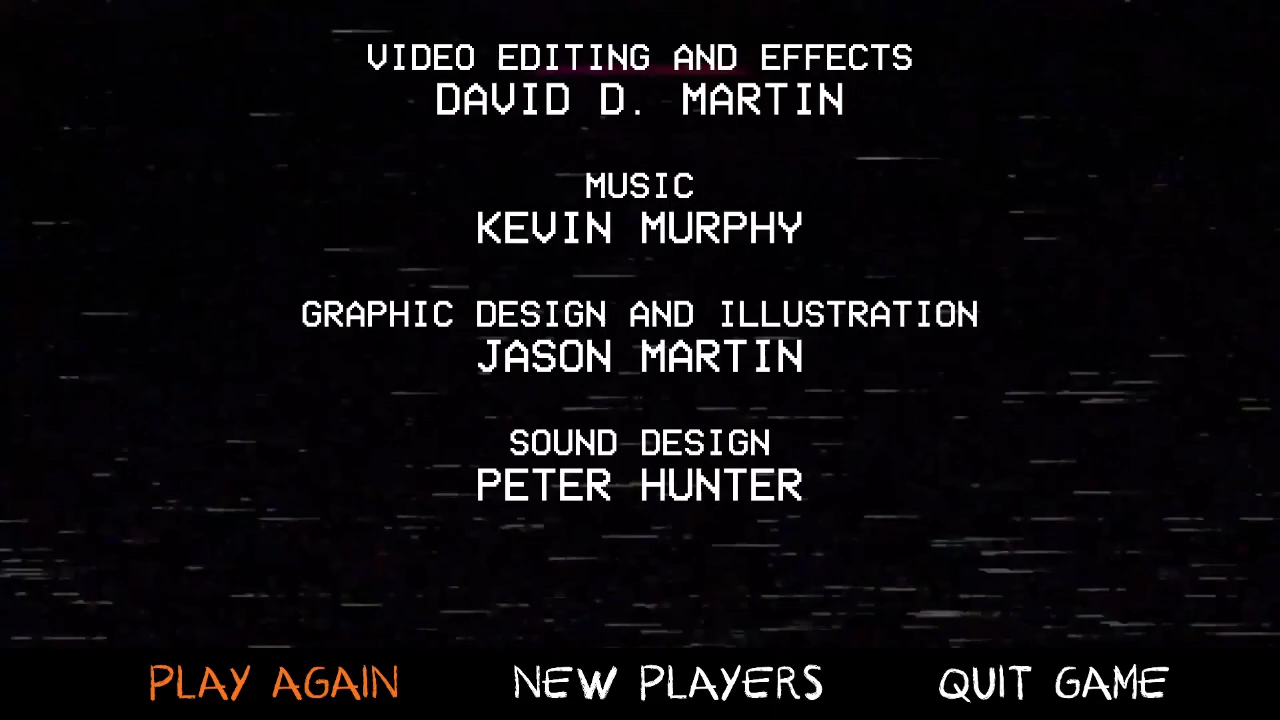 VIDEO EDITING AND EFFECTS
DAVID D. MARTIN
MUSIC
KEVIN MURPHY
GRAPHIC DESIGN AND ILLUSTRATION
JASON MARTIN
SOUND DESIGN
PETER HUNTER
PLAY AGAIN NEW PLAYERS QUIT GAME